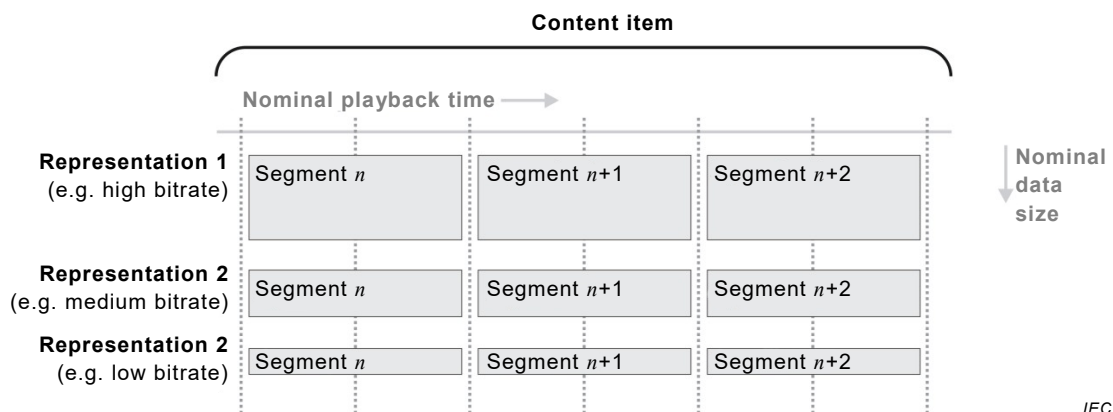 Content item
Nominal playback time
Representation 1
(e.g. high bitrate)
Segment n
Segment n+1
Segment n+2
Nominal
data
size
Representation 2
(e.g. medium bitrate)
Segment n
Segment n+1
Segment n+2
Representation 2
(e.g. low bitrate)
Segment n
Segment n+1
Segment n+2
IEC